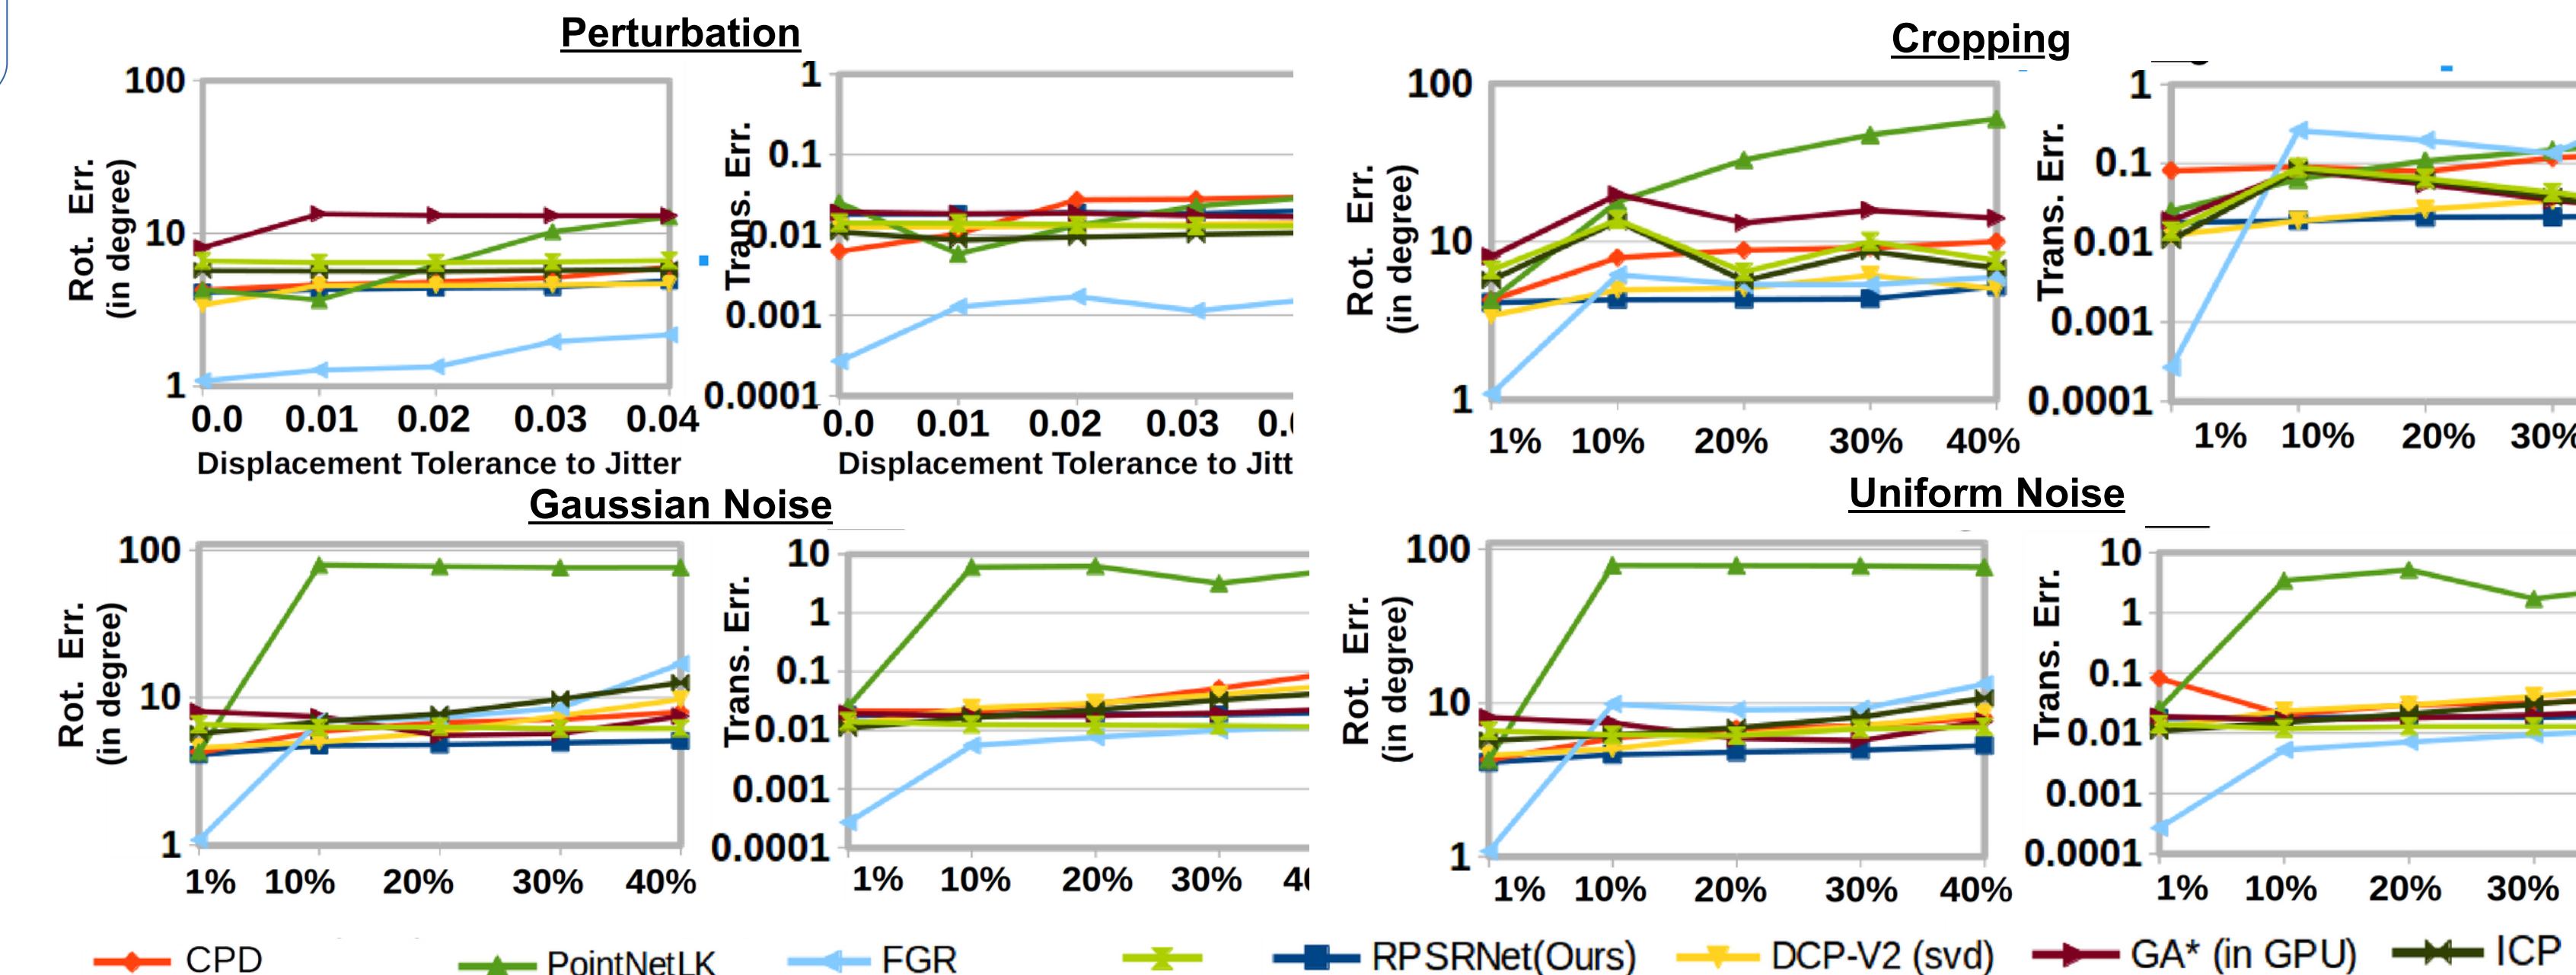 Perturbation
Cropping
100
10
1
Rot. Err.
(in degree)
0.0 0.01 0.02 0.03 0.04
Displacement Tolerance to Jitter
1
0.1
0.01
0.001
0.0001
Trans. Err.
0.0 0.01 0.02 0.03
Displacement Tolerance to Jitt
100
10
1
Rot. Err.
(in degree)
1% 10% 20% 30% 40%
1
0.1
0.01
0.001
0.0001
Trans. Err.
1% 10% 20% 30%
Gaussian Noise
Uniform Noise
100
10
1
Rot. Err.
(in degree)
1% 10% 20% 30% 40%
10
1
0.1
0.01
0.001
0.0001
Trans. Err.
1% 10% 20% 30%
100
10
1
Rot. Err.
(in degree)
1% 10% 20% 30% 40%
10
1
0.1
0.01
0.001
0.0001
Trans. Err.
1% 10% 20% 30%
CPD PointNetLK FGR RPSRNet(Ours) DCP-V2 (svd) GA* (in GPU) ICP